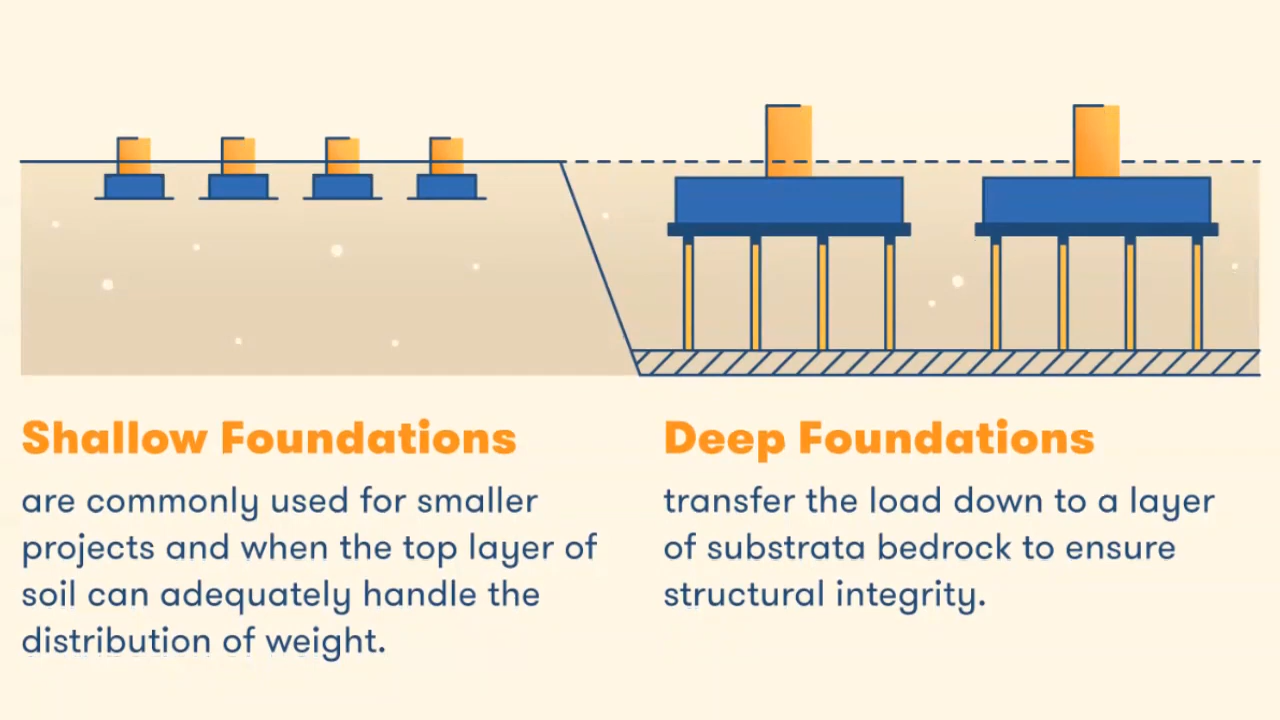 Shallow Foundations
are commonly used for smaller
projects and when the top layer of
soil can adequately handle the
distribution of weight.
Deep Foundations
transfer the load down to a layer
of substrata bedrock to ensure
structural integrity.